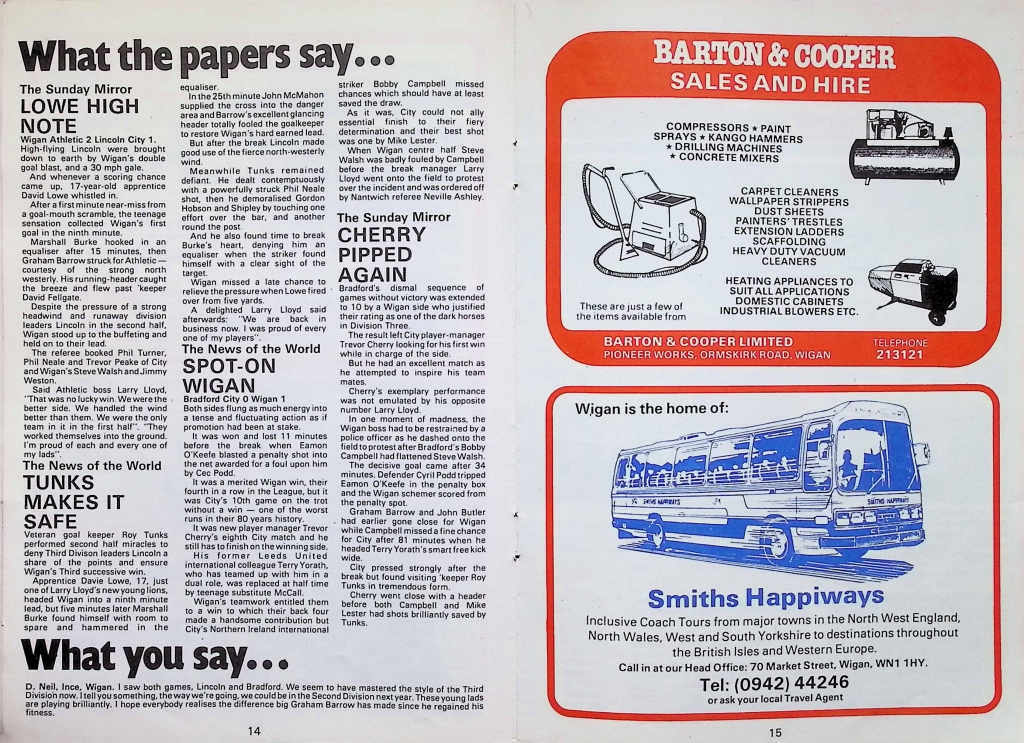 What the papers say...
The Sunday Mirror
LOWE HIGH
NOTE
Wigan Athletic 2 Lincoln City 1.
High-flying Lincoln were brought
down to earth by Wigan's double
goal blast, and a 30 mph gale.
And whenever a scoring chance
came up, 17-year-old apprentice
David Lowe whistled in.
After a first minute near-miss from
a goal-mouth scramble, the teenage
sensation collected Wigan's first
goal in the ninth minute.
Marshall Burke hooked in an
equaliser after 15 minutes, then
Graham Barrow struck for Athletic —
courtesy of the strong north
westerly. His running-header caught
the breeze and flew past 'keeper
David Fellgate.
Despite the pressure of a strong
headwind and runaway division
leaders Lincoln in the second half,
Wigan stood up to the buffeting and
held on to their lead.
The referee booked Phil Turner,
Phil Neale and Trevor Peake of City
and Wigan's Steve Walsh and Jimmy
Weston.
Said Athletic boss Larry Lloyd,
"That was no lucky win. We were the
better side. We handled the wind
better than them. We were the only
team in it in the first half". "They
worked themselves into the ground.
I'm proud of each and every one of
my lads".
The News of the World
TUNKS
MAKES IT
SAFE
Veteran goal keeper Roy Tunks
performed second half miracles to
deny Third Divison leaders Lincoln a
share of the points and ensure
Wigan's Third successive win.
Apprentice Davie Lowe, 17, just
one of Larry Lloyd's new young lions,
headed Wigan into a ninth minute
lead, but five minutes later Marshall
Burke found himself with room to
spare and hammered in the
equaliser.
In the 25th minute John McMahon
supplied the cross into the danger
area and Barrow's excellent glancing
header totally fooled the goalkeeper
to restore Wigan's hard earned lead.
But after the break Lincoln made
good use of the fierce north-westerly
wind.
Meanwhile Tunks remained
defiant. He dealt contemptuously
with a powerfully struck Phil Neale
shot, then he demoralised Gordon
Hobson and Shipley by touching one
effort over the bar, and another
round the post.
And he also found time to break
Burke's heart, denying him an
equaliser when the striker found
himself with a clear sight of the
target.
Wigan missed a late chance to
relieve the pressure when Lowe fired
over from five yards.
A delighted Larry Lloyd said
afterwards: "We are back in
business now. I was proud of every
one of my players".
The News of the World
SPOT-ON
WIGAN
Bradford City 0 Wigan 1
Both sides flung as much energy into
a tense and fluctuating action as if
promotion had been at stake.
It was won and lost 11 minutes
before the break when Eamon
O'Keefe blasted a penalty shot into
the net awarded for a foul upon him
by Cec Podd.
It was a merited Wigan win, their
fourth in a row in the League, but it
was City's 10th game on the trot
without a win — one of the worst
runs in their 80 years history.
It was new player manager Trevor
Cherry's eighth City match and he
still has to finish on the winning side.
His former Leeds United
international colleague Terry Yorath,
who has teamed up with him in a
dual role, was replaced at half time
by teenage substitute McCall.
Wigan's teamwork entitled them
to a win to which their back four
made a handsome contribution but
City's Northern Ireland international
striker Bobby Campbell missed
chances which should have at least
saved the draw.
As it was, City could not ally
essential finish to their fiery
determination and their best shot
was one by Mike Lester.
When Wigan centre half Steve
Walsh was badly fouled by Campbell
before the break manager Larry
Lloyd went onto the field to protest
over the incident and was ordered off
by Nantwich referee Neville Ashley.
The Sunday Mirror
CHERRY
PIPPED
AGAIN
Bradford's dismal sequence of
games without victory was extended
to 10 by a Wigan side who justified
their rating as one of the dark horses
in Division Three.
The result left City player-manager
Trevor Cherry looking for his first win
while in charge of the side.
But he had an excellent match as
he attempted to inspire his team
mates.
Cherry's exemplary performance
was not emulated by his opposite
number Larry Lloyd.
In one moment of madness, the
Wigan boss had to be restrained by a
police officer as he dashed onto the
field to protest after Bradford's Bobby
Campbell had flattened Steve Walsh.
The decisive goal came after 34
minutes. Defender Cyril Podd tripped
Eamon O'Keefe in the penalty box
and the Wigan schemer scored from
the penalty spot.
Graham Barrow and John Butler
had earlier gone close for Wigan
while Campbell missed a fine chance
for City after 81 minutes when he
headed Terry Yorath's smart free kick
wide.
City pressed strongly after the
break but found visiting 'keeper Roy
Tunks in tremendous form.
Cherry went close with a header
before both Campbell and Mike
Lester had shots brilliantly saved by
Tunks.
What you say...
D. Neil, Ince, Wigan. I saw both games, Lincoln and Bradford. We seem to have mastered the style of the Third
Division now. I tell you something, the way we're going, we could be in the Second Division next year. These young lads
are playing brilliantly. I hope everybody realises the difference big Graham Barrow has made since he regained his
fitness.
14
BARTON & COOPER
SALES AND HIRE
COMPRESSORS ★ PAINT
SPRAYS ★ KANGO HAMMERS
★ DRILLING MACHINES
★ CONCRETE MIXERS
CARPET CLEANERS
WALLPAPER STRIPPERS
DUST SHEETS
PAINTERS' TRESTLES
EXTENSION LADDERS
SCAFFOLDING
HEAVY DUTY VACUUM
CLEANERS
HEATING APPLIANCES TO
SUIT ALL APPLICATIONS
DOMESTIC CABINETS
INDUSTRIAL BLOWERS ETC.
These are just a few of
the items available from
BARTON & COOPER LIMITED
PIONEER WORKS, ORMSKIRK ROAD, WIGAN
TELEPHONE
213121
Wigan is the home of:
SMITHS HAPPIWAYS
SMITHS HAPPIWAYS
Smiths Happiways
Inclusive Coach Tours from major towns in the North West England,
North Wales, West and South Yorkshire to destinations throughout
the British Isles and Western Europe.
Call in at our Head Office: 70 Market Street, Wigan, WN1 1HY.
Tel: (0942) 44246
or ask your local Travel Agent
15